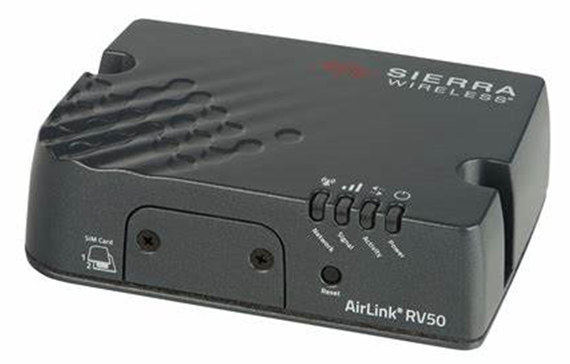 SIERRA
WIRELESS®
Network
Signal
Activity
Power
SIM Card
1
2
Reset
AirLink® RV50